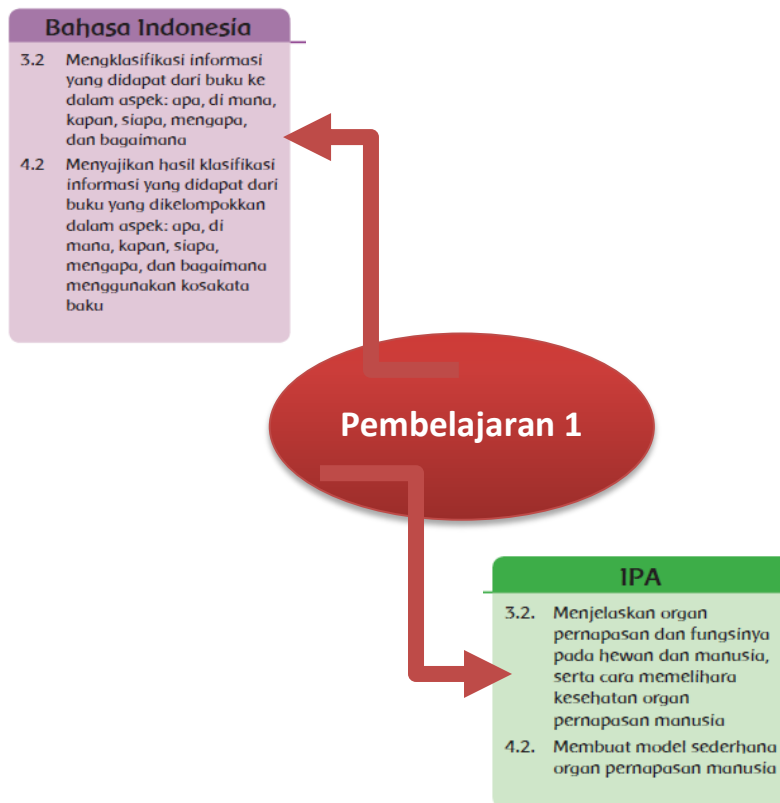 Bahasa Indonesia
3.2 Mengklasifikasi informasi
yang didapat dari buku ke
dalam aspek: apa, di mana,
kapan, siapa, mengapa,
dan bagaimana
4.2 Menyajikan hasil klasifikasi
informasi yang didapat dari
buku yang dikelompokkan
dalam aspek: apa, di
mana, kapan, siapa,
mengapa, dan bagaimana
menggunakan kosakata
baku
Pembelajaran 1
IPA
3.2. Menjelaskan organ
pernapasan dan fungsinya
pada hewan dan manusia,
serta cara memelihara
kesehatan organ
pernapasan manusia
4.2. Membuat model sederhana
organ pernapasan manusia